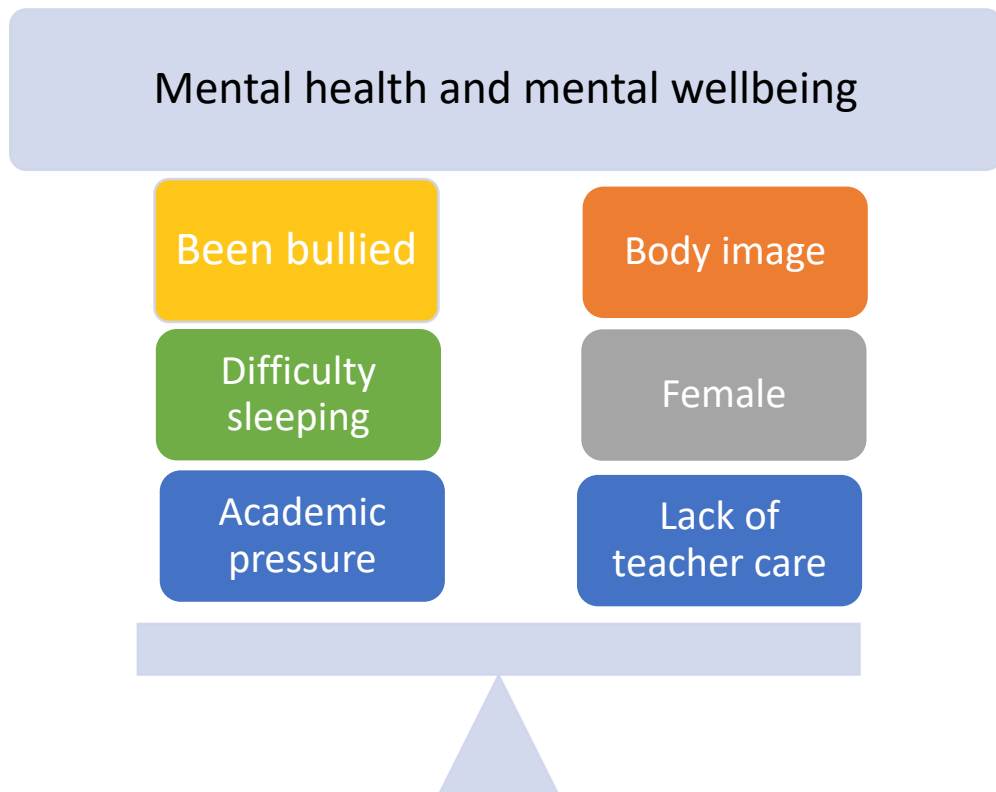 Mental health and mental wellbeing
Been bullied
Body image
Difficulty
sleeping
Female
Academic
pressure
Lack of
teacher care